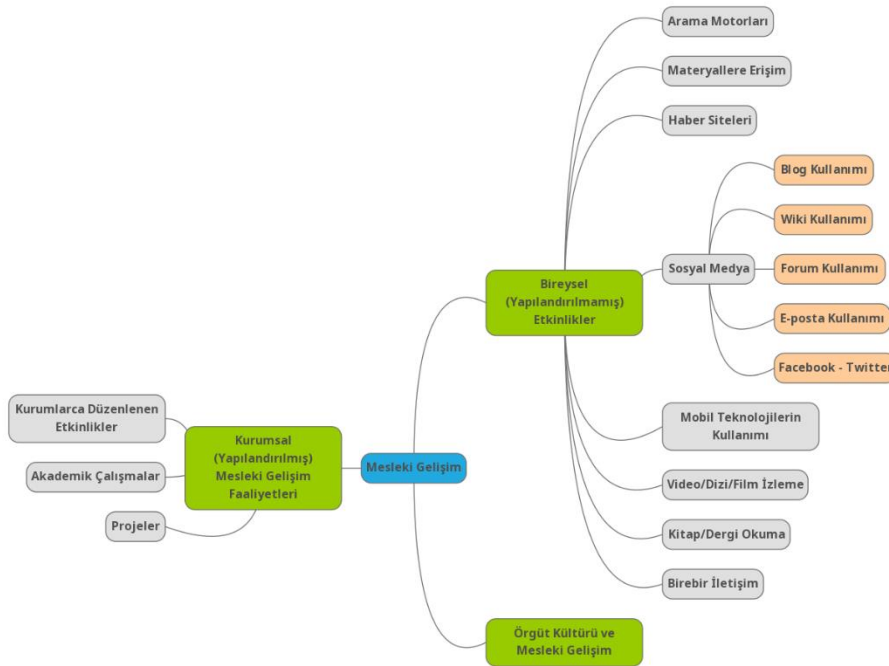 Arama Motorları
Materyallere Erişim
Haber Siteleri
Blog Kullanımı
Wiki Kullanımı
Sosyal Medya
Forum Kullanımı
E-posta Kullanımı
Facebook - Twitter
Bireysel
(Yapılandırılmamış)
Etkinlikler
Mobil Teknolojilerin
Kullanımı
Video/Dizi/Film İzleme
Kitap/Dergi Okuma
Birebir İletişim
Kurumlarca Düzenlenen
Etkinlikler
Akademik Çalışmalar
Projeler
Kurumsal
(Yapılandırılmış)
Mesleki Gelişim
Faaliyetleri
Mesleki Gelişim
Örgüt Kültürü ve
Mesleki Gelişim